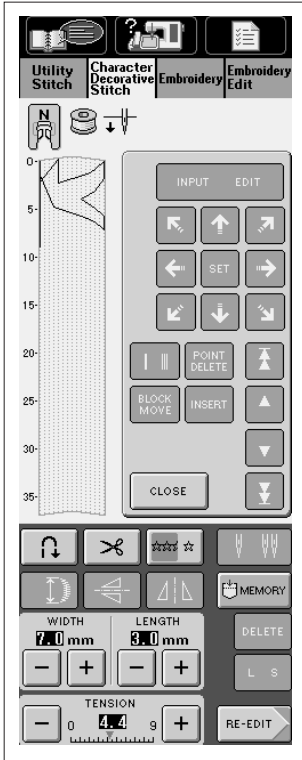 ?
Utility Stitch
Character Decorative Stitch
Embroidery
Embroidery Edit
N
0
5
10
15
20
25
30
35
INPUT EDIT
SET
POINT DELETE
BLOCK MOVE
INSERT
CLOSE
MEMORY
WIDTH
7.0 mm
− +
LENGTH
3.0 mm
− +
DELETE
L S
TENSION
− 0 4.4 9 +
RE-EDIT